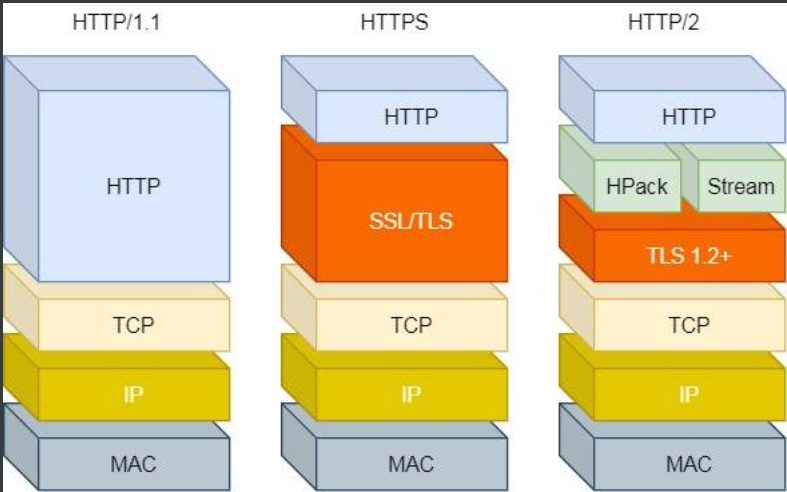 HTTP/1.1 HTTPS HTTP/2
HTTP HTTP
HTTP HPack Stream
SSL/TLS
TLS 1.2+
TCP TCP TCP
IP IP IP
MAC MAC MAC